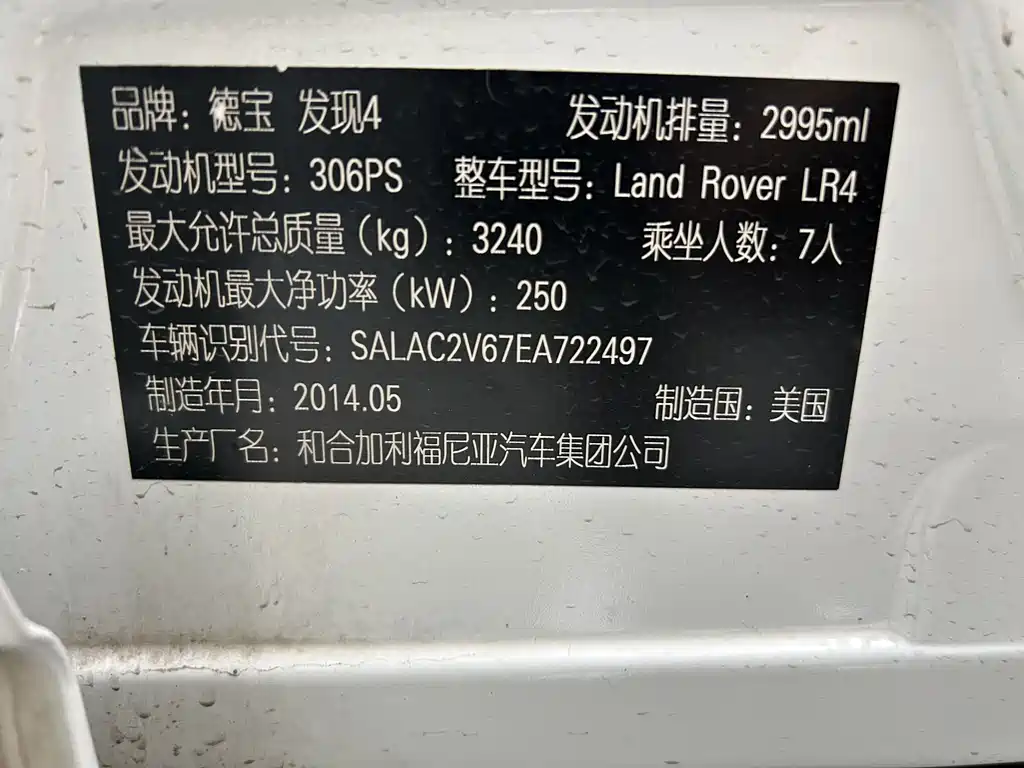 品牌：德宝 发现4 发动机排量：2995ml
发动机型号：306PS 整车型号：Land Rover LR4
最大允许总质量（kg）：3240 乘坐人数：7人
发动机最大净功率（kW）：250
车辆识别代号：SALAC2V67EA722497
制造年月：2014.05 制造国：美国
生产厂名：和合加利福尼亚汽车集团公司